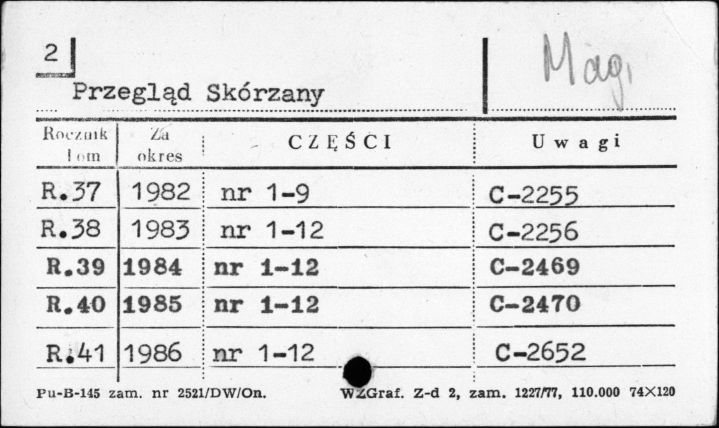 2
Mag.
Przegląd Skórzany
Rocznik Za CZĘŚCI Uwagi
Tom okres
R.37 1982 nr 1-9 C-2255
R.38 1983 nr 1-12 C-2256
R.39 1984 nr 1-12 C-2469
R.40 1985 nr 1-12 C-2470
R.41 1986 nr 1-12 C-2652
Pu-B-145 zam. nr 2521/DW/On. WZGraf. Z-d 2, zam. 1227/77, 110.000 74×120